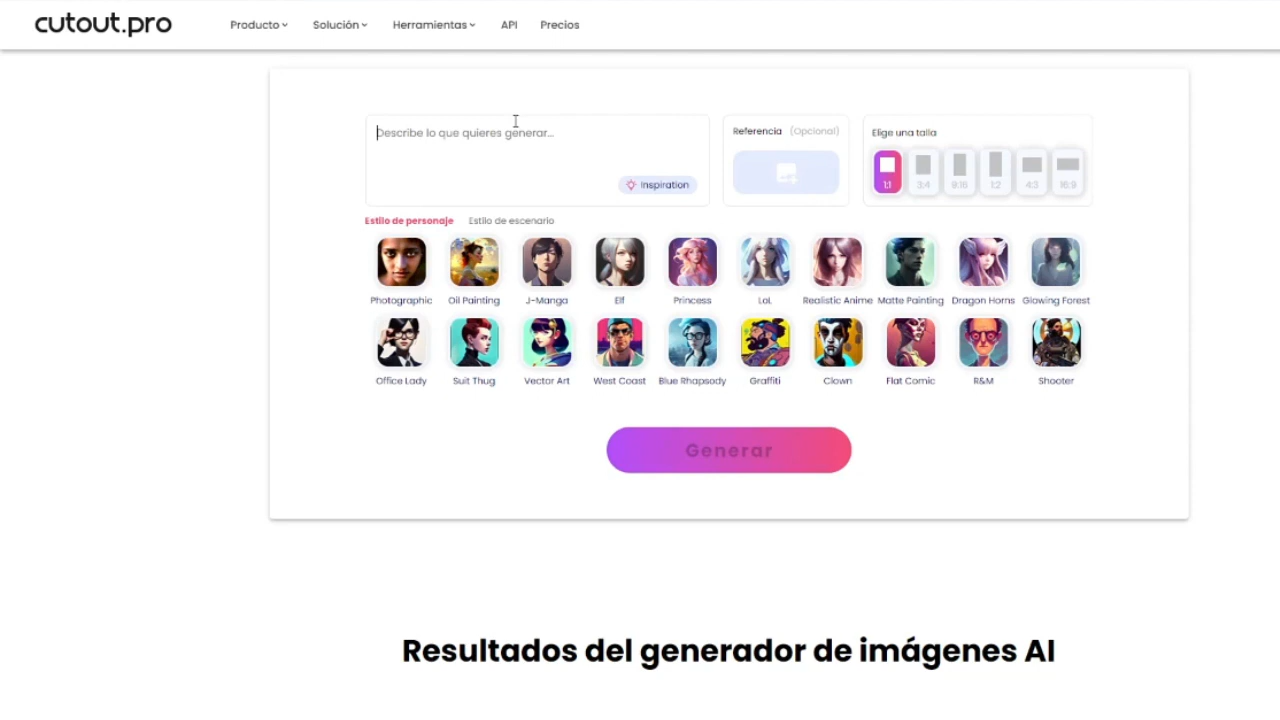 cutout.pro
Producto Solución Herramientas API Precios
Describe lo que quieres generar...
Inspiration
Referencia (Opcional)
Elige una talla
1:1 3:4 9:16 1:2 4:3 16:9
Estilo de personaje Estilo de escenario
Photographic Oil Painting J-Manga Elf Princess LoL Realistic Anime Matte Painting Dragon Horns Glowing Forest
Office Lady Suit Thug Vector Art West Coast Blue Rhapsody Graffiti Clown Flat Comic R&M Shooter
Generar
Resultados del generador de imágenes AI